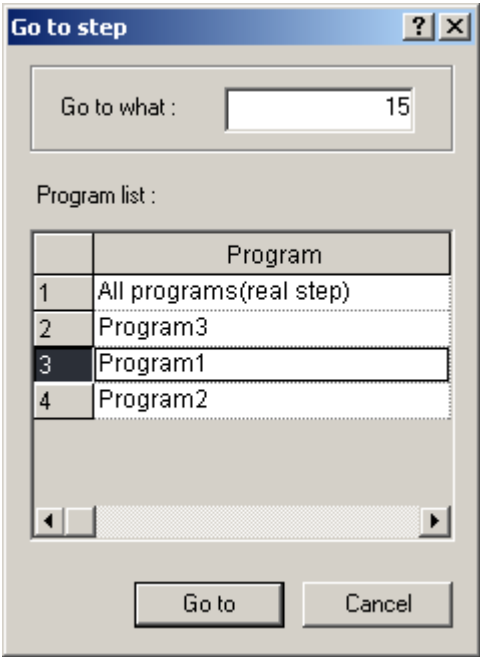 Go to step
Go to what : 15
Program list :
Program
1 All programs(real step)
2 Program3
3 Program1
4 Program2
Go to Cancel